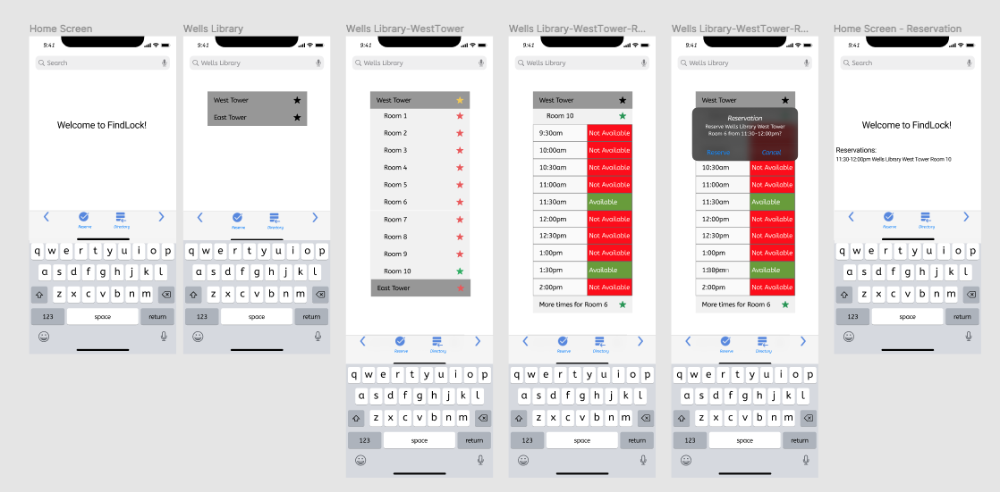 Home Screen
9:41
Search
Welcome to FindLock!
Reserve
Directory
q w e r t y u i o p
a s d f g h j k l
z x c v b n m
123 space return
Wells Library
9:41
Wells Library
West Tower
East Tower
Reserve
Directory
q w e r t y u i o p
a s d f g h j k l
z x c v b n m
123 space return
Wells Library-WestTower
9:41
Wells Library
West Tower
Room 1
Room 2
Room 3
Room 4
Room 5
Room 6
Room 7
Room 8
Room 9
Room 10
East Tower
Reserve
Directory
q w e r t y u i o p
a s d f g h j k l
z x c v b n m
123 space return
Wells Library-WestTower-R...
9:41
Wells Library
West Tower
Room 10
9:30am Not Available
10:00am Not Available
10:30am Not Available
11:00am Not Available
11:30am Available
12:00pm Not Available
12:30pm Not Available
1:00pm Not Available
1:30pm Available
2:00pm Not Available
More times for Room 6
Reserve
Directory
q w e r t y u i o p
a s d f g h j k l
z x c v b n m
123 space return
Wells Library-WestTower-R...
9:41
Wells Library
West Tower
Reservation
Reserve Wells Library West Tower
Room 6 from 11:30-12:00pm?
Reserve Cancel
10:30am Not Available
11:00am Not Available
11:30am Available
12:00pm Not Available
12:30pm Not Available
1:00pm Not Available
Available
2:00pm Not Available
More times for Room 6
Reserve
Directory
q w e r t y u i o p
a s d f g h j k l
z x c v b n m
123 space return
Home Screen - Reservation
9:41
Search
Welcome to FindLock!
Reservations:
11:30-12:00pm Wells Library West Tower Room 10
Reserve
Directory
q w e r t y u i o p
a s d f g h j k l
z x c v b n m
123 space return